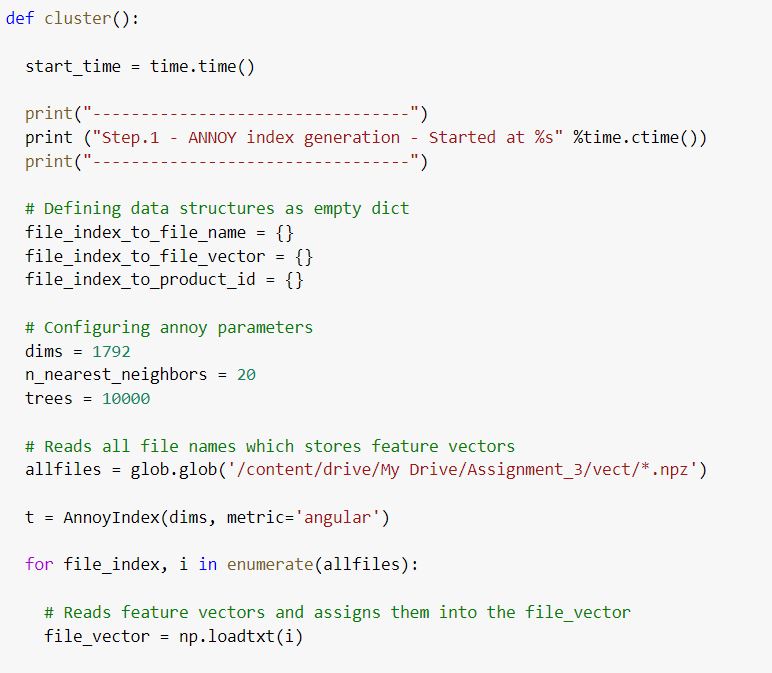 def cluster():
start_time = time.time()
print("---------------------------------")
print ("Step.1 - ANNOY index generation - Started at %s" %time.ctime())
print("---------------------------------")
# Defining data structures as empty dict
file_index_to_file_name = {}
file_index_to_file_vector = {}
file_index_to_product_id = {}
# Configuring annoy parameters
dims = 1792
n_nearest_neighbors = 20
trees = 10000
# Reads all file names which stores feature vectors
allfiles = glob.glob('/content/drive/My Drive/Assignment_3/vect/*.npz')
t = AnnoyIndex(dims, metric='angular')
for file_index, i in enumerate(allfiles):
# Reads feature vectors and assigns them into the file_vector
file_vector = np.loadtxt(i)